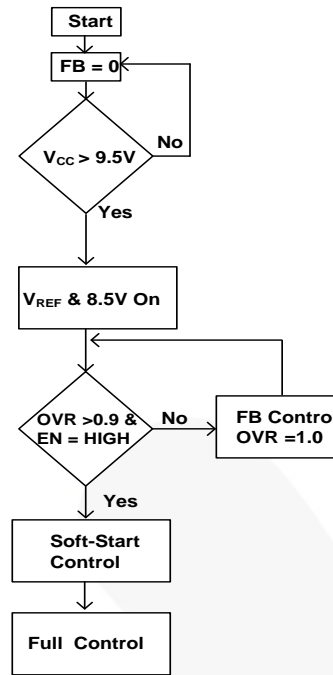 Start
FB = 0
No
VCC > 9.5V
Yes
VREF & 8.5V On
OVR >0.9 &
EN = HIGH
No
FB Contro
OVR =1.0
Yes
Soft-Start
Control
Full Control